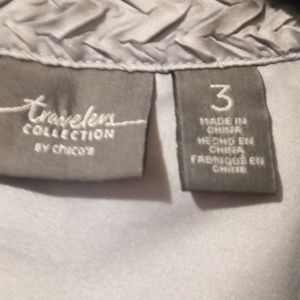 travelers
COLLECTION
BY CHICO'S
3
MADE IN
CHINA
HECHO EN
CHINA
FABRIQUÉ EN
CHINE